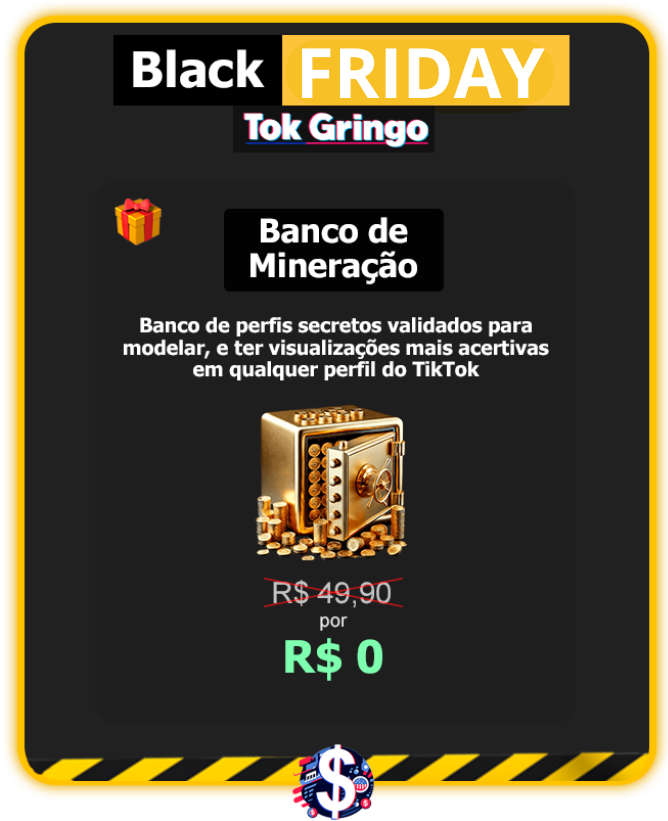 Black FRIDAY
Tok Gringo
Banco de
Mineração
Banco de perfis secretos validados para
modelar, e ter visualizações mais acertivas
em qualquer perfil do TikTok
R$ 49,90
por
R$ 0
$